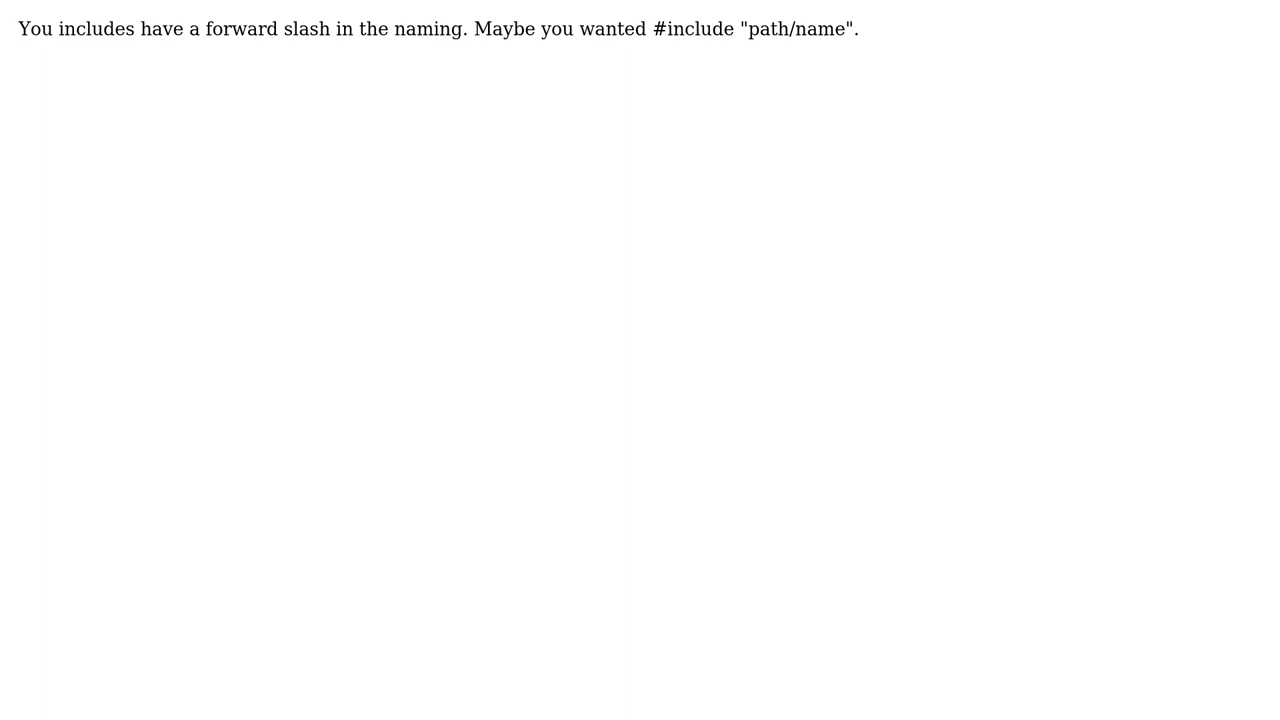 You includes have a forward slash in the naming. Maybe you wanted #include "path/name".